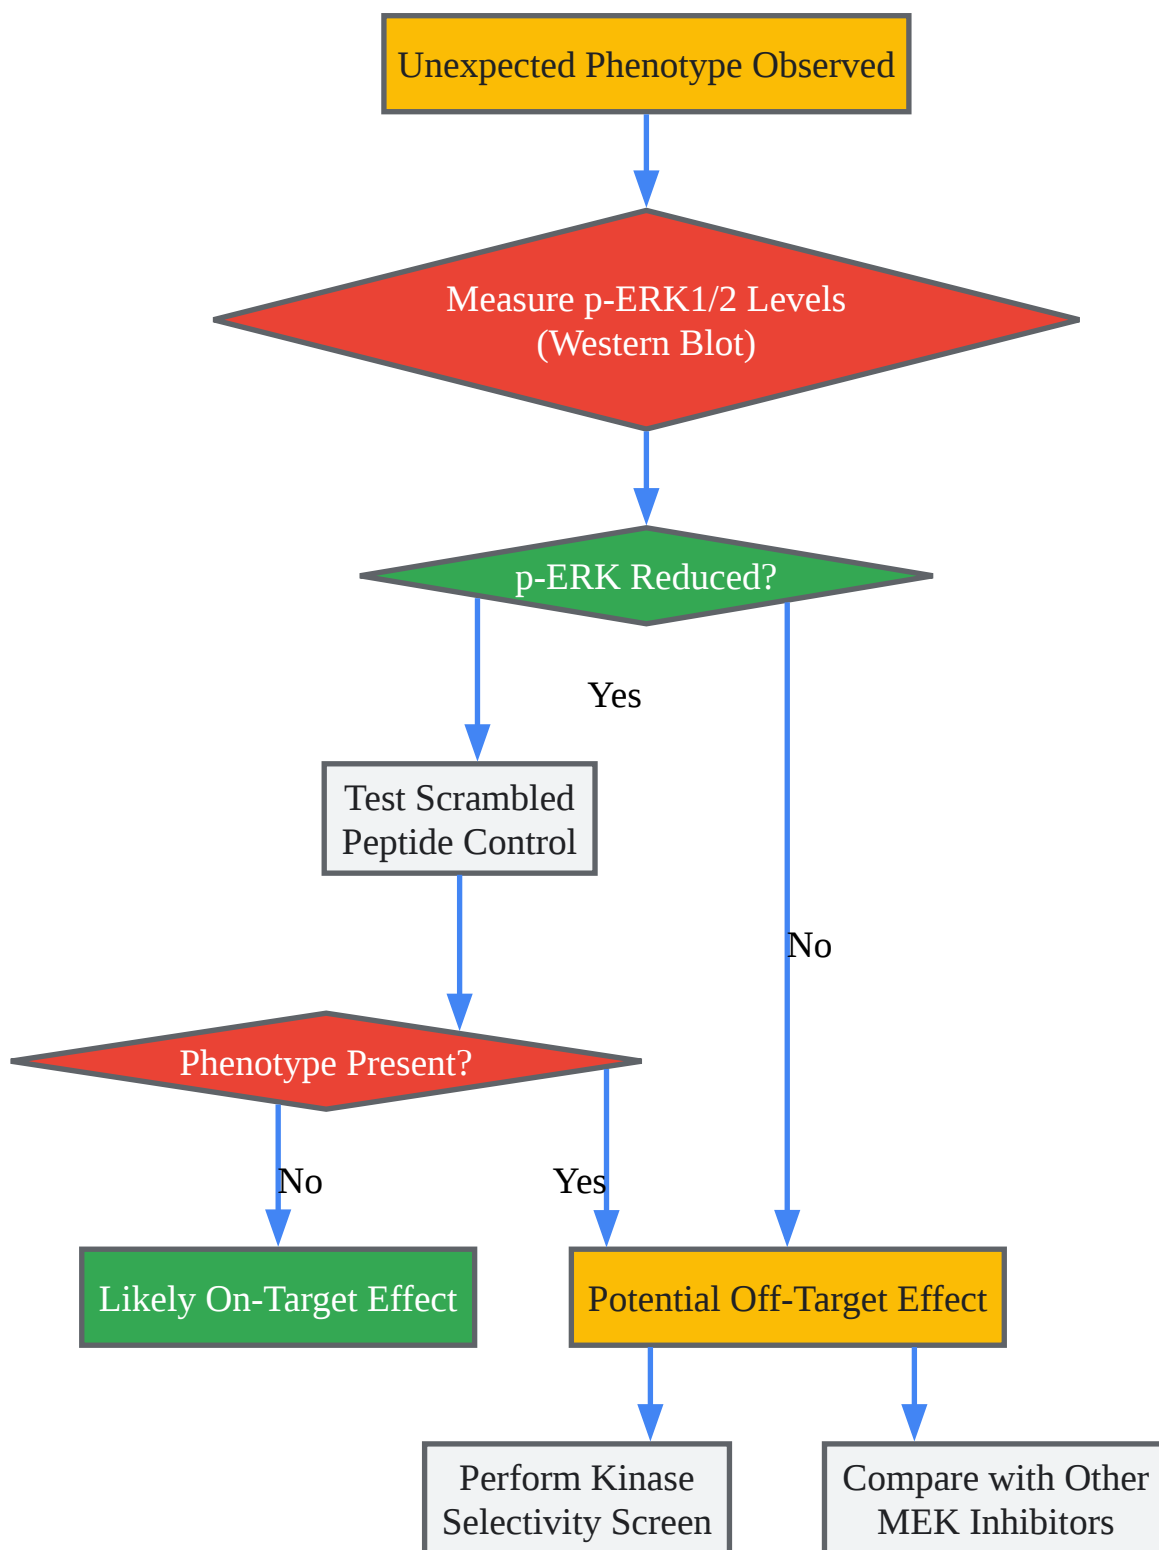 Unexpected Phenotype Observed
Measure p-ERK1/2 Levels
(Western Blot)
p-ERK Reduced?
Yes
Test Scrambled
Peptide Control
No
Phenotype Present?
No
Yes
Likely On-Target Effect
Potential Off-Target Effect
Perform Kinase
Selectivity Screen
Compare with Other
MEK Inhibitors